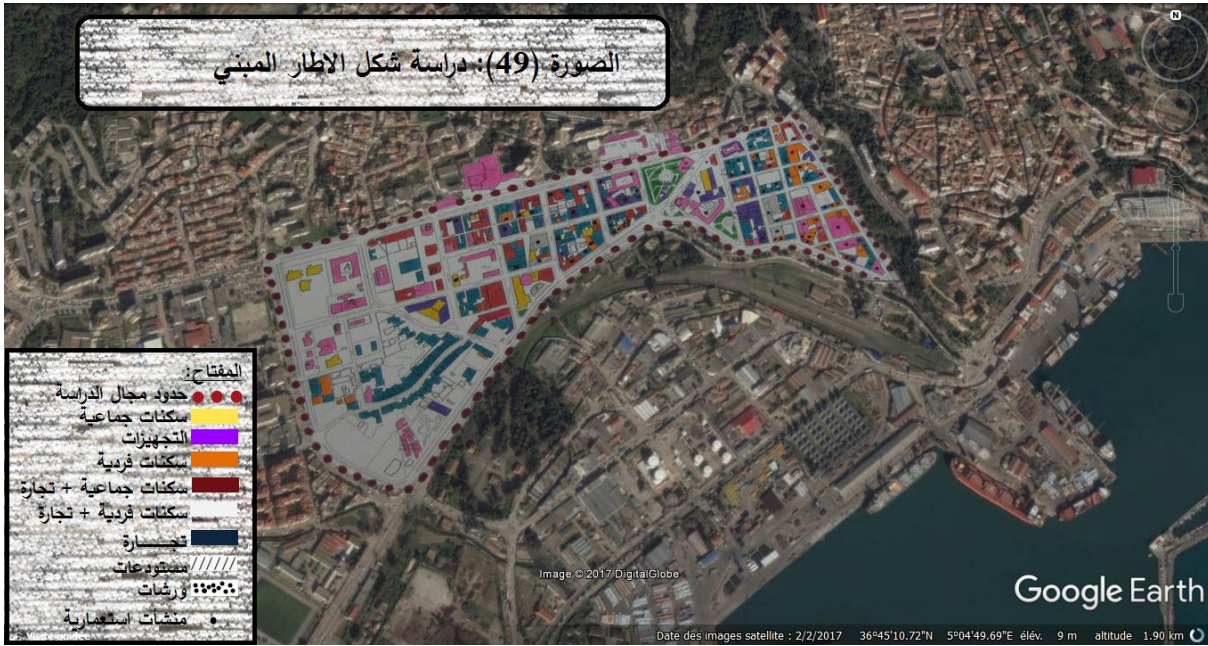 الصورة (49): دراسة شكل الاطار المبني
N
المفتاح:
حدود مجال الدراسة
سكنات جماعية
التجهيزات
سكنات فردية
سكنات جماعية + تجارة
سكنات فردية + تجارة
تجـــارة
مستودعات
ورشات
منشات استعمارية
Image © 2017 DigitalGlobe
Google Earth
Date des images satellite : 2/2/2017 36°45'10.72"N 5°04'49.69"E élév. 9 m altitude 1.90 km